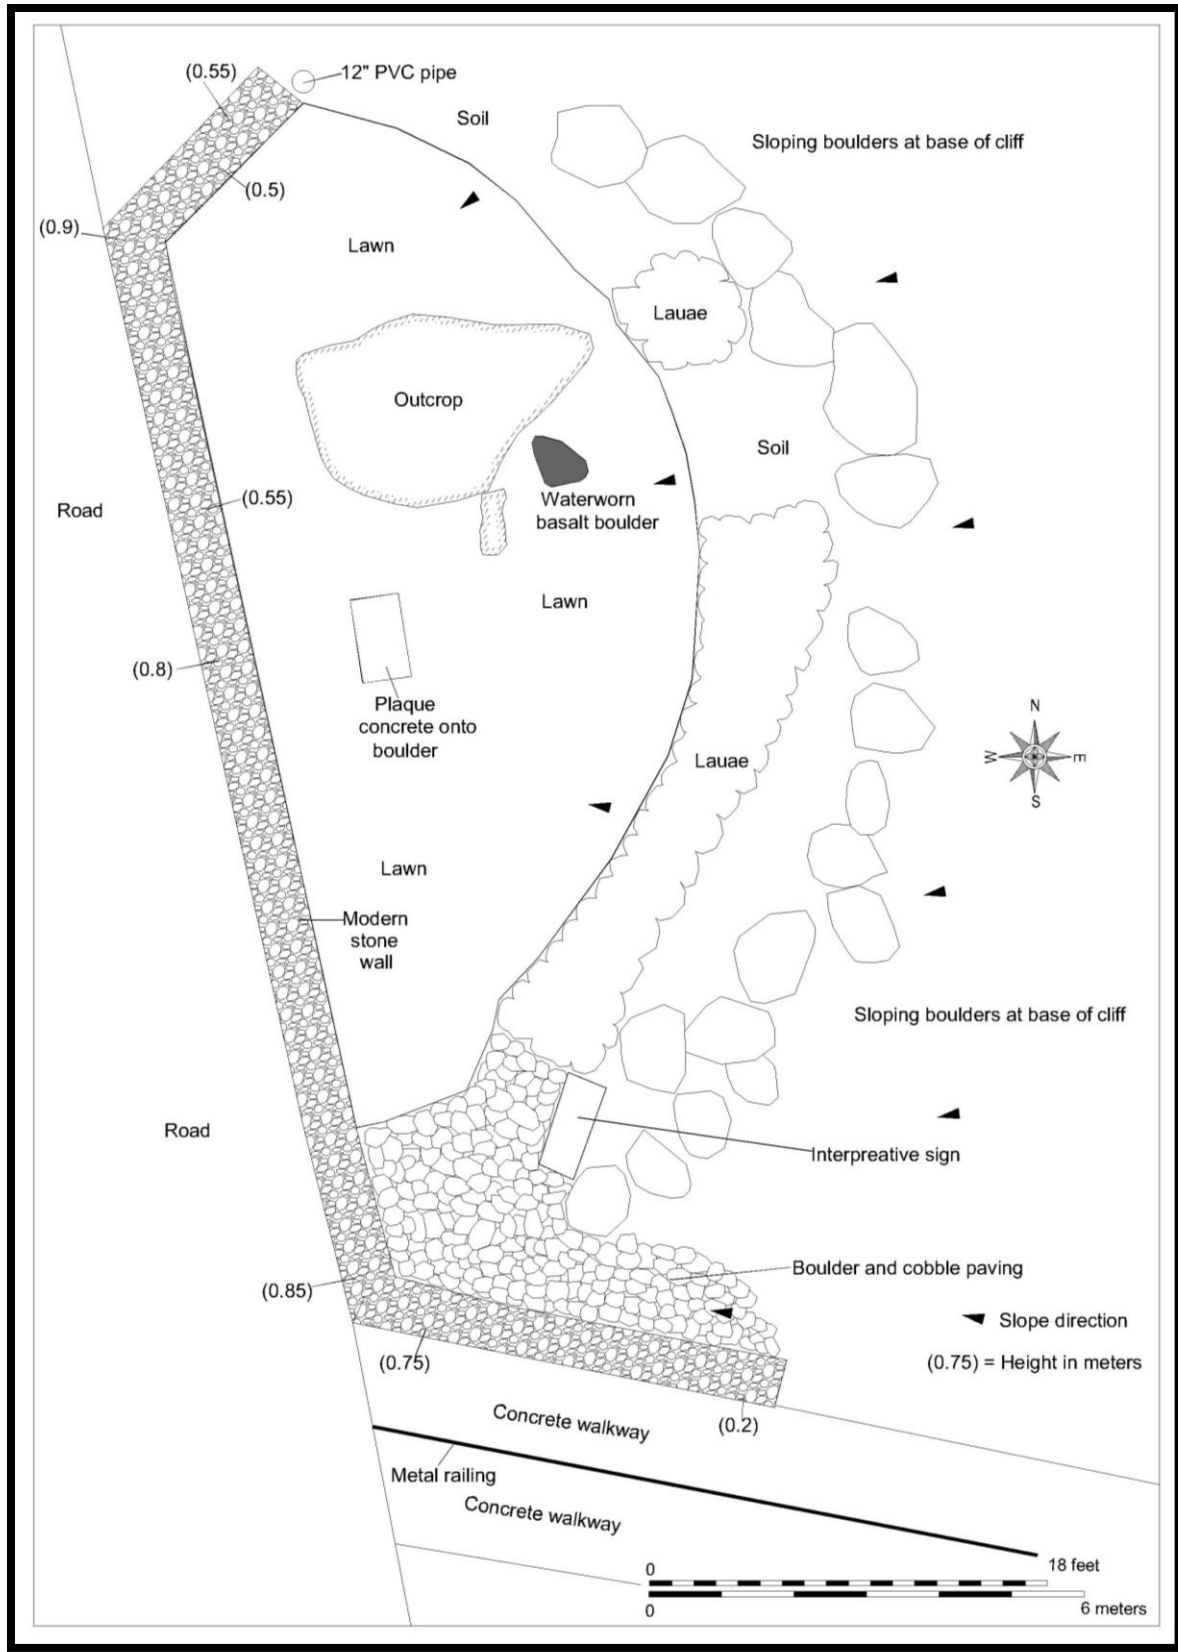 (0.55)
12" PVC pipe
Soil
Sloping boulders at base of cliff
(0.5)
(0.9)
Lawn
Lauae
Outcrop
Soil
Waterworn
basalt boulder
(0.55)
Road
Lawn
(0.8)
Plaque
concrete onto
boulder
Lauae
N
W
E
S
Lawn
Modern
stone
wall
Sloping boulders at base of cliff
Road
Interpreative sign
Boulder and cobble paving
(0.85)
Slope direction
(0.75)
(0.75) = Height in meters
(0.2)
Concrete walkway
Metal railing
Concrete walkway
0
18 feet
0
6 meters